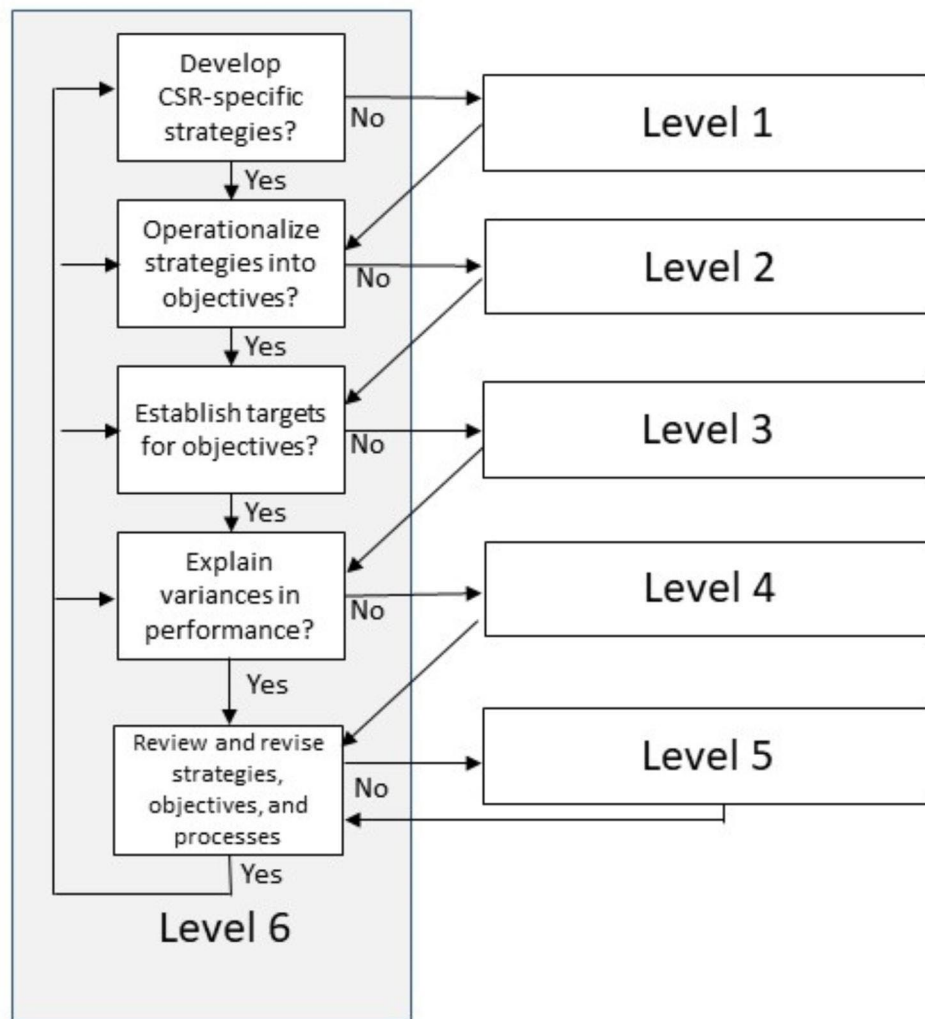 Develop
CSR-specific
strategies?
No
Level 1
Yes
Operationalize
strategies into
objectives?
No
Level 2
Yes
Establish targets
for objectives?
No
Level 3
Yes
Explain
variances in
performance?
No
Level 4
Yes
Review and revise
strategies,
objectives, and
processes
No
Level 5
Yes
Level 6